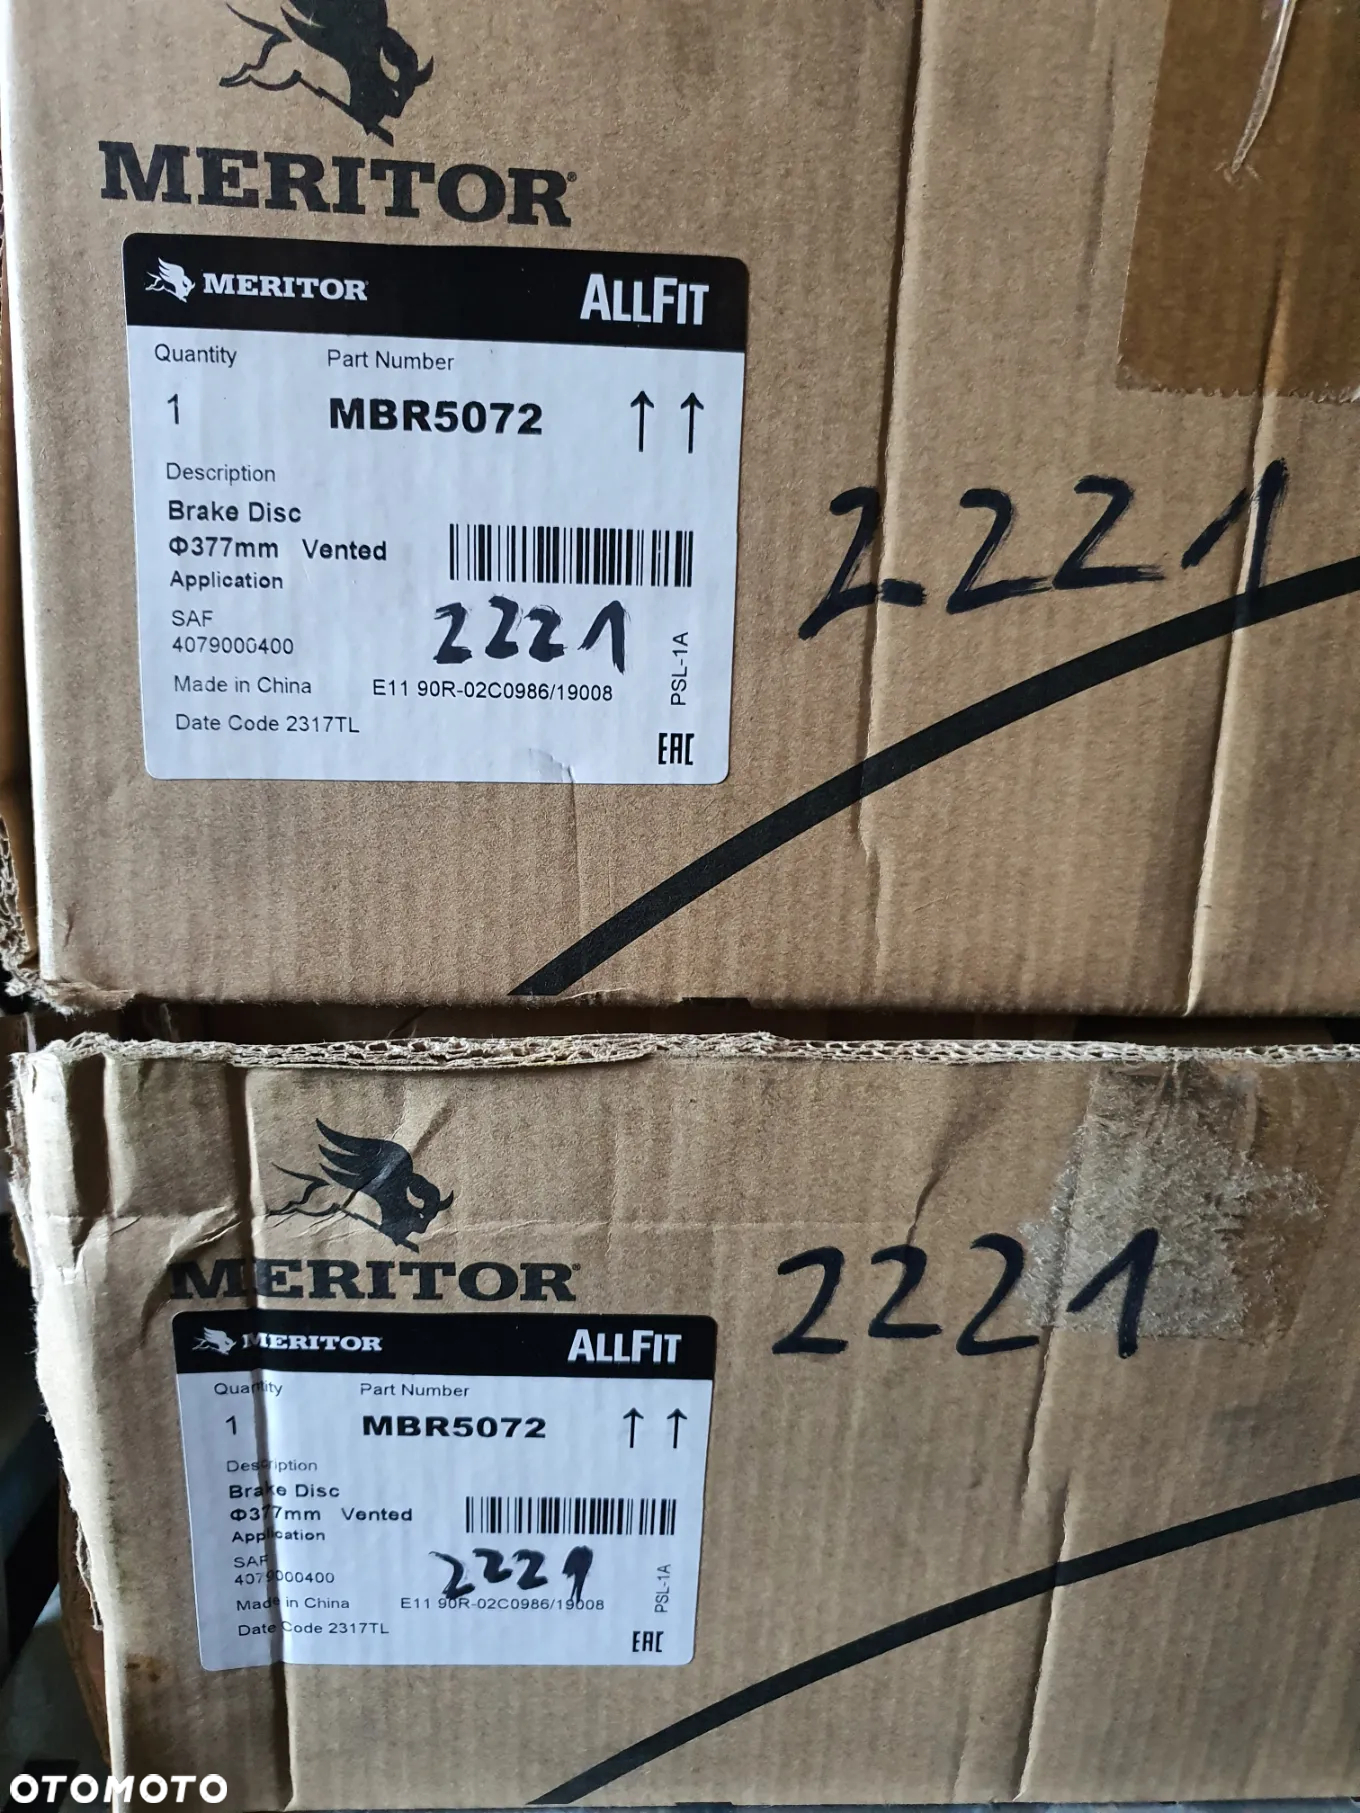 MERITOR®
MERITOR ALLFIT
Quantity Part Number
1 MBR5072 ↑↑
Description
Brake Disc
Φ377mm Vented
Application
SAF
4079000400
2221
2221
PSL-1A
Made in China E11 90R-02C0986/19008
Date Code 2317TL
EAC
MERITOR®
2221
MERITOR ALLFIT
Quantity Part Number
1 MBR5072 ↑↑
Description
Brake Disc
Φ377mm Vented
Application
SAF
4079000400
2221
PSL-1A
Made in China E11 90R-02C0986/19008
Date Code 2317TL
EAC
OTOMOTO